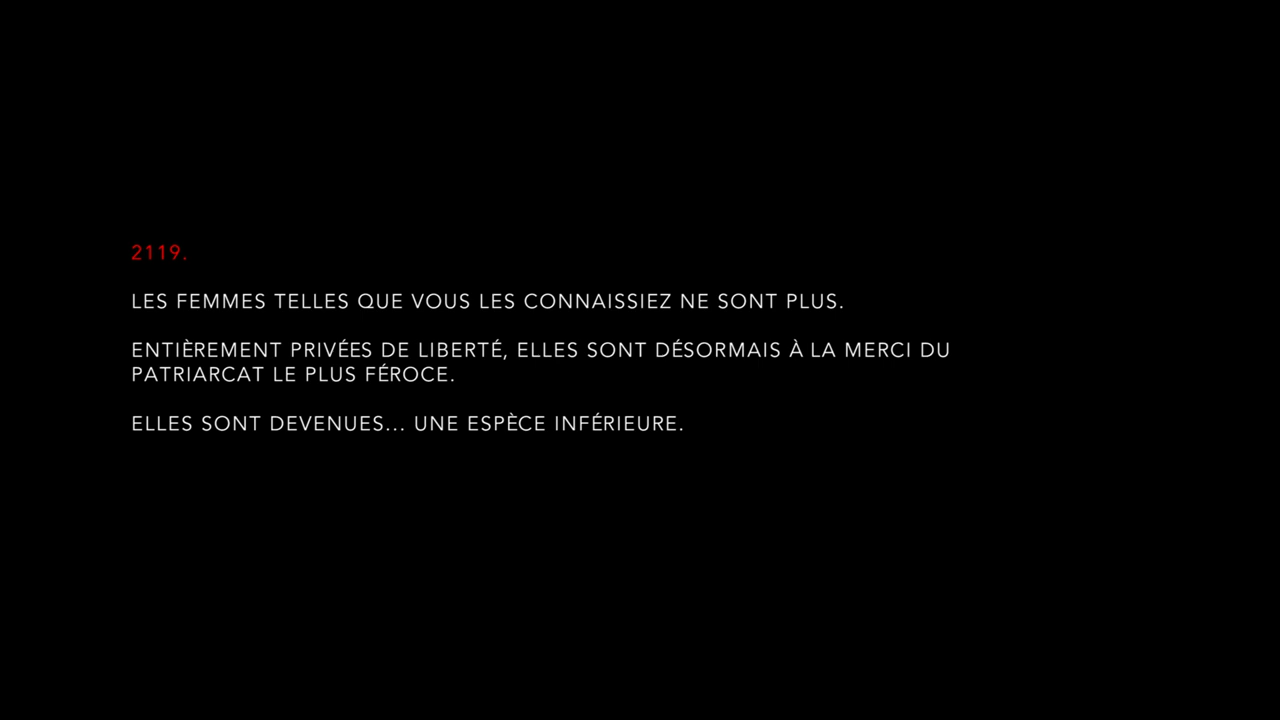 2119.
LES FEMMES TELLES QUE VOUS LES CONNAISSIEZ NE SONT PLUS.
ENTIÈREMENT PRIVÉES DE LIBERTÉ, ELLES SONT DÉSORMAIS À LA MERCI DU
PATRIARCAT LE PLUS FÉROCE.
ELLES SONT DEVENUES... UNE ESPÈCE INFÉRIEURE.